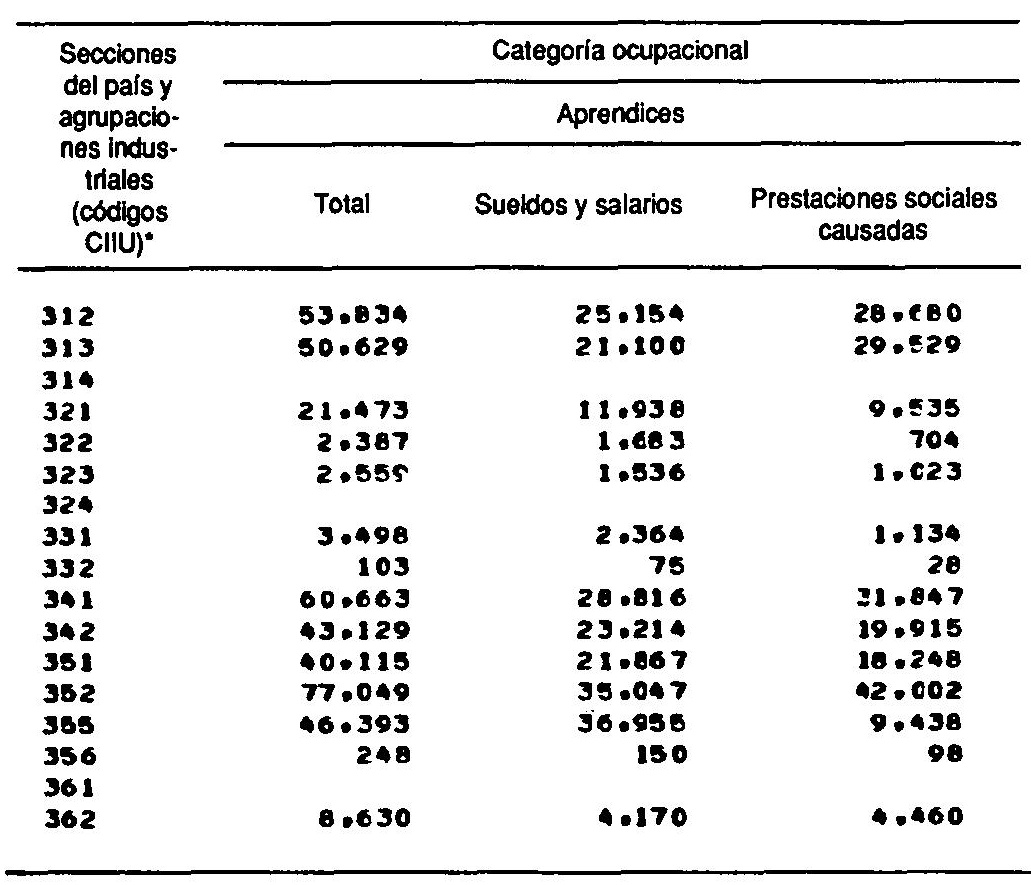 Secciones
del país y
agrupacio-
nes indus-
triales
(códigos
CIIU)*
Categoría ocupacional
Aprendices
Total
Sueldos y salarios
Prestaciones sociales
causadas
312 53.834 25.154 28.680
313 50.629 21.100 29.529
314
321 21.473 11.938 9.535
322 2.387 1.683 704
323 2.559 1.536 1.023
324
331 3.498 2.364 1.134
332 103 75 28
341 60.663 28.816 31.847
342 43.129 23.214 19.915
351 40.115 21.867 18.248
352 77.049 35.047 42.002
355 46.393 36.955 9.438
356 248 150 98
361
362 8.630 4.170 4.460